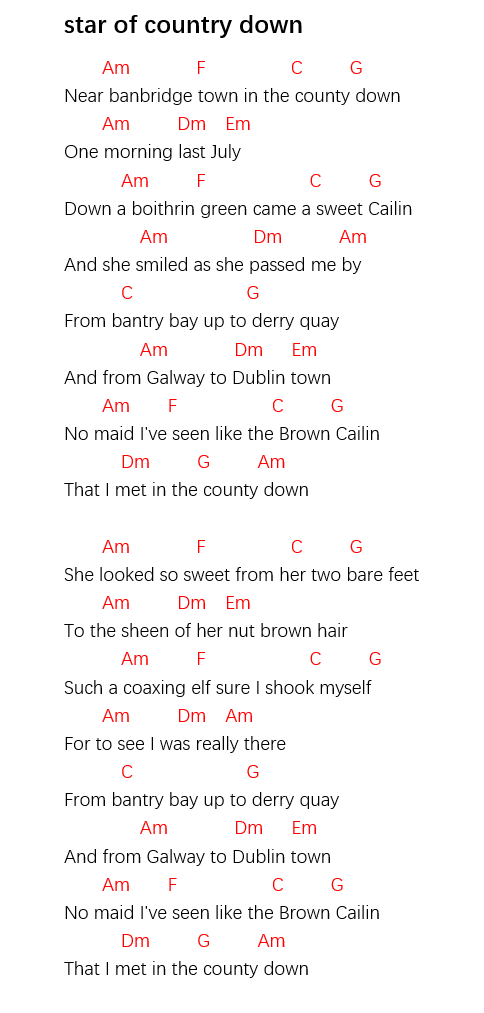 star of country down
Am F C G
Near banbridge town in the county down
Am Dm Em
One morning last July
Am F C G
Down a boithrin green came a sweet Cailin
Am Dm Am
And she smiled as she passed me by
C G
From bantry bay up to derry quay
Am Dm Em
And from Galway to Dublin town
Am F C G
No maid I've seen like the Brown Cailin
Dm G Am
That I met in the county down
Am F C G
She looked so sweet from her two bare feet
Am Dm Em
To the sheen of her nut brown hair
Am F C G
Such a coaxing elf sure I shook myself
Am Dm Am
For to see I was really there
C G
From bantry bay up to derry quay
Am Dm Em
And from Galway to Dublin town
Am F C G
No maid I've seen like the Brown Cailin
Dm G Am
That I met in the county down